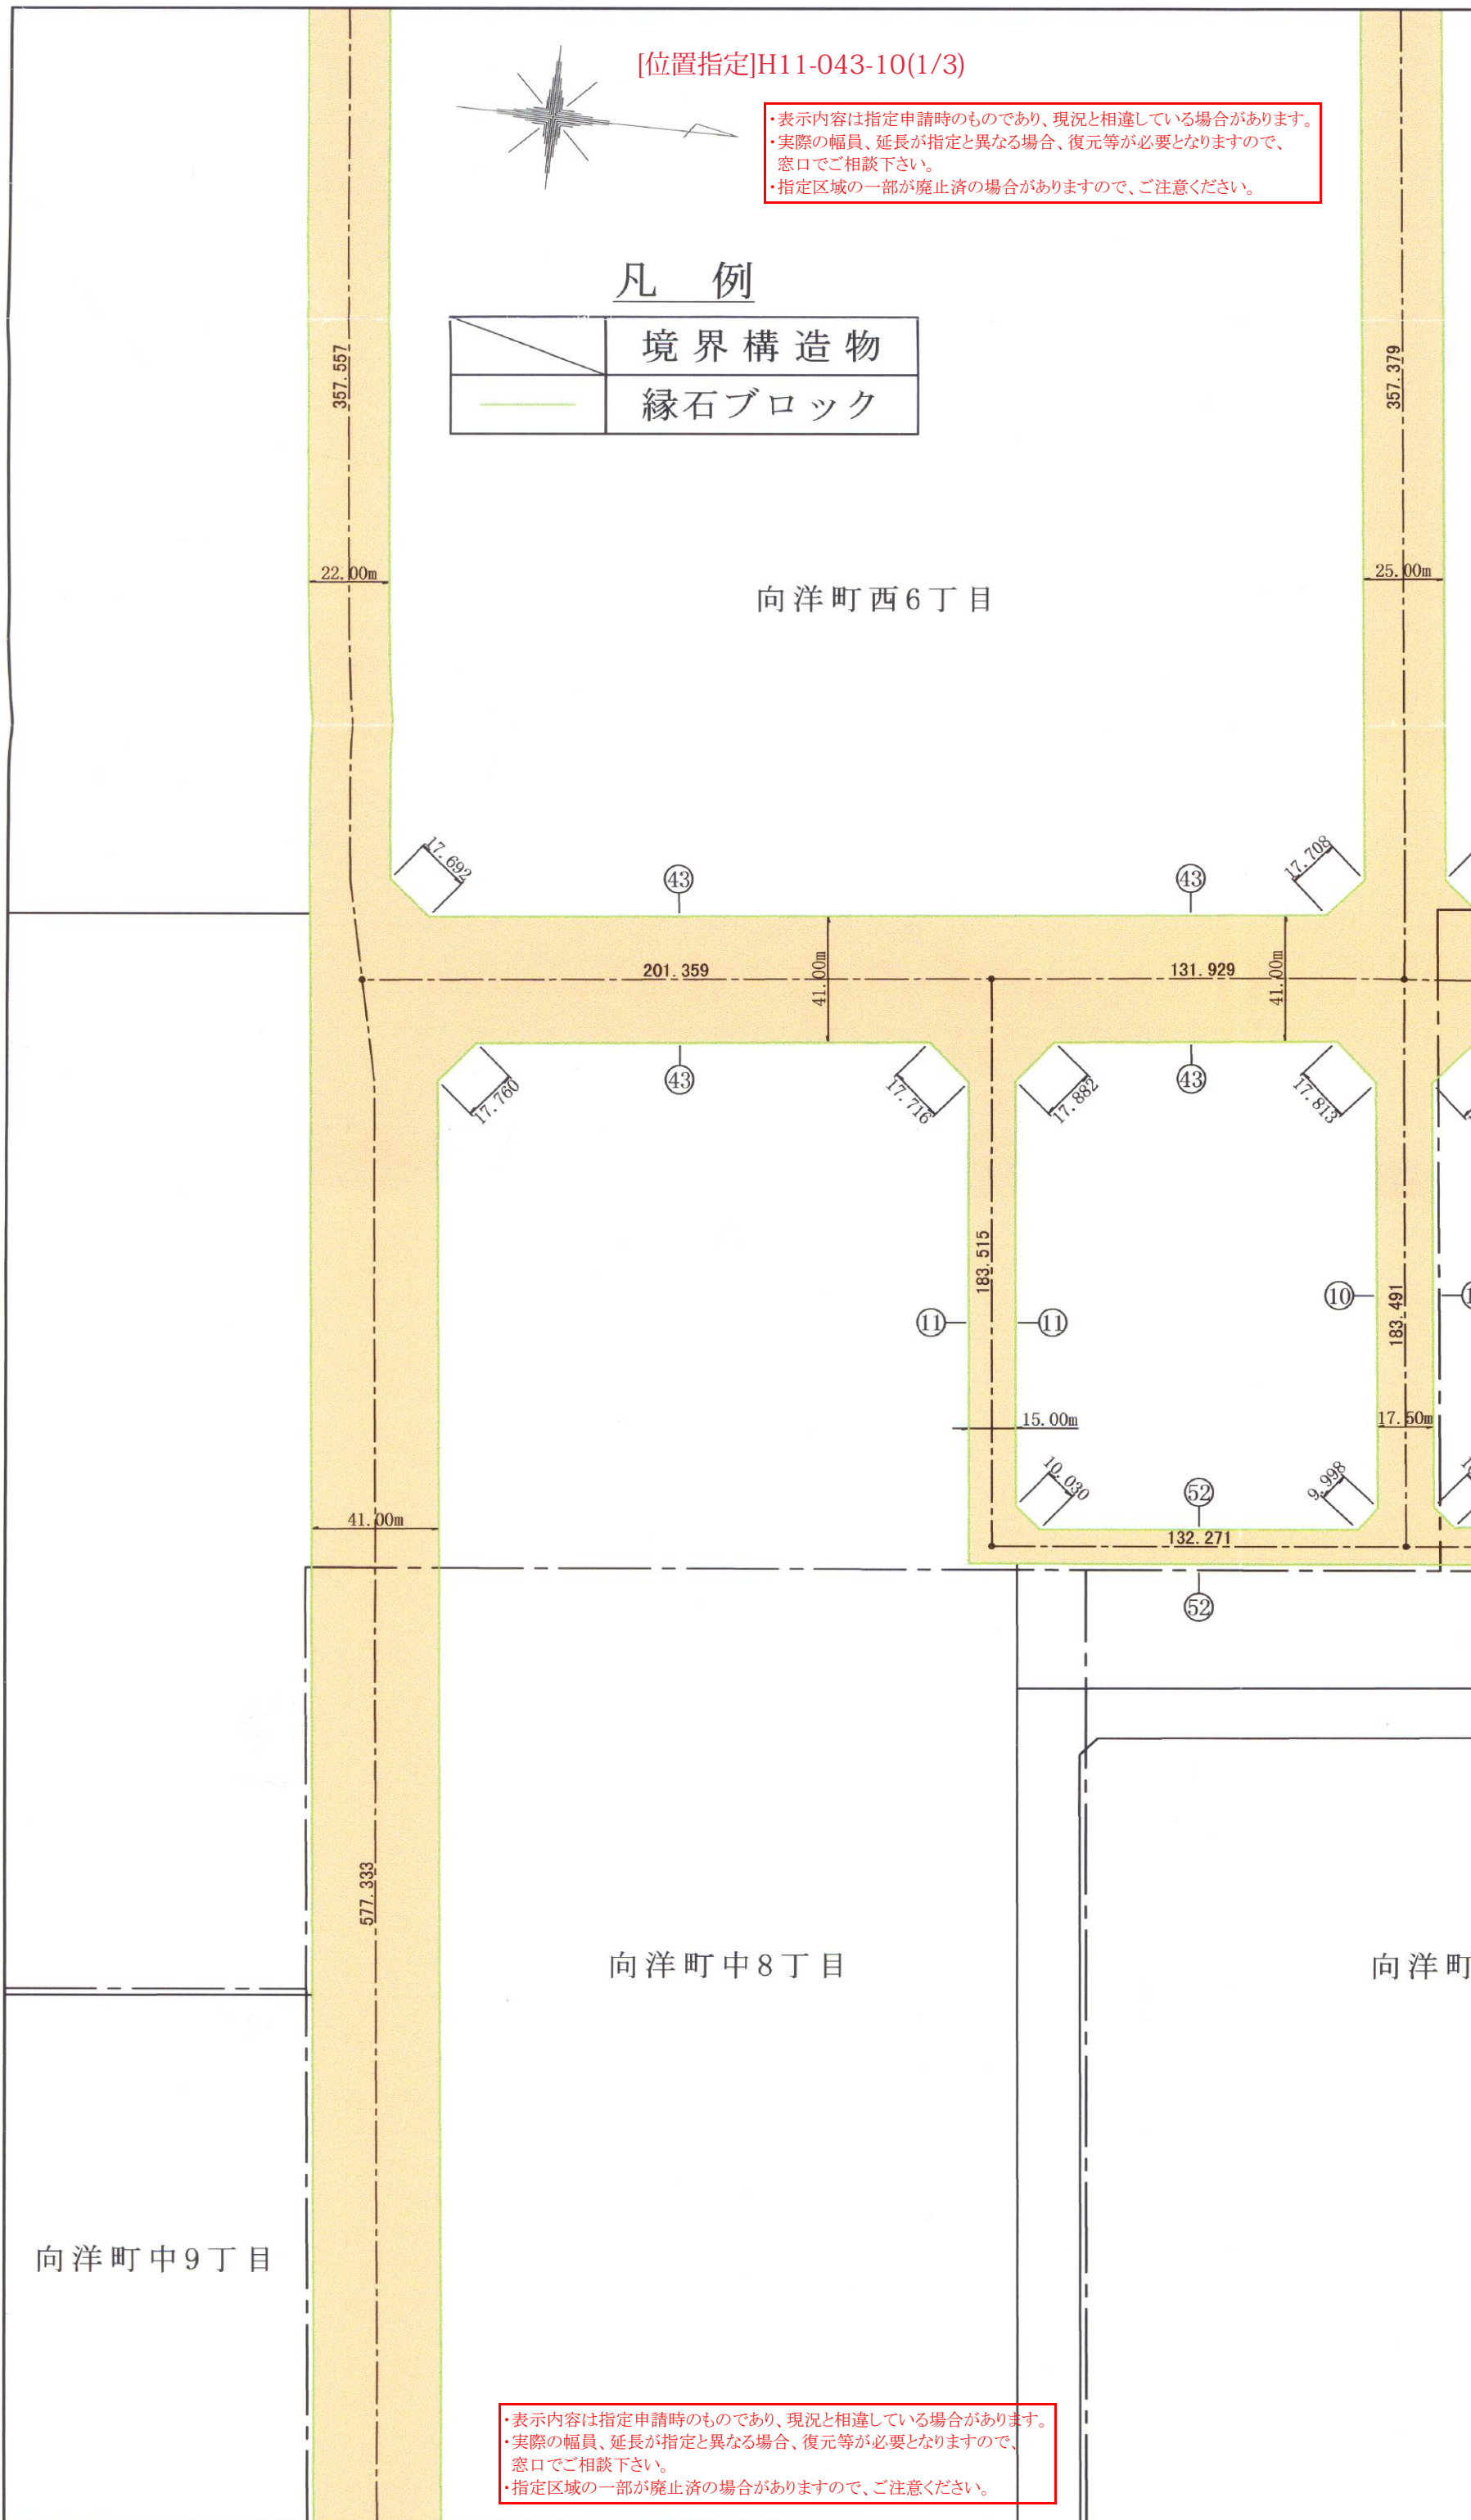 [位置指定]H11-043-10(1/3)
・表示内容は指定申請時のものであり、現況と相違している場合があります。
・実際の幅員、延長が指定と異なる場合、復元等が必要となりますので、
窓口でご相談下さい。
・指定区域の一部が廃止済の場合がありますので、ご注意ください。
凡 例
境界構造物
縁石ブロック
357.557
357.379
22.00m
25.00m
向洋町西6丁目
17.692
㊸
㊸
17.708
201.359
41.00m
131.929
41.00m
17.760
㊸
17.716
17.882
㊸
17.813
183.515
183.491
⑪
⑪
⑩
15.00m
17.50m
10.030
9.998
㊾
132.271
41.00m
㊾
577.333
向洋町中8丁目
向洋町
向洋町中9丁目
・表示内容は指定申請時のものであり、現況と相違している場合があります。
・実際の幅員、延長が指定と異なる場合、復元等が必要となりますので、
窓口でご相談下さい。
・指定区域の一部が廃止済の場合がありますので、ご注意ください。